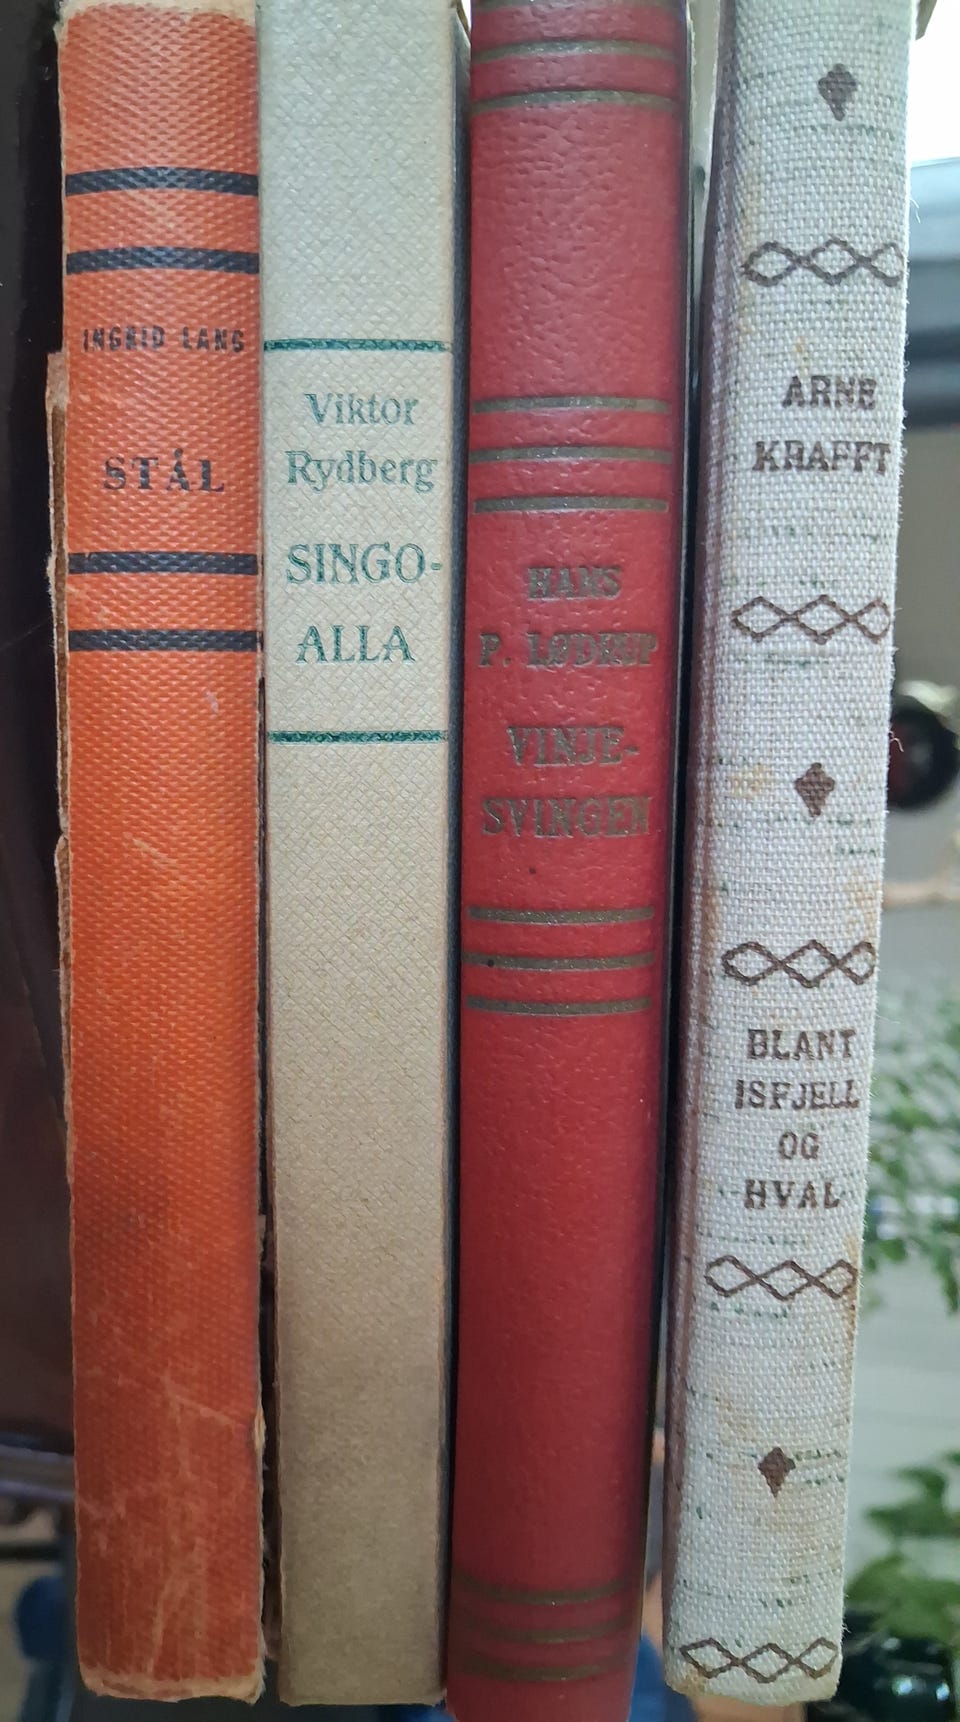 INGRID LANG
STÅL
Viktor
Rydberg
SINGO-
ALLA
HANS
P. LØDRUP
VINJE-
SVINGEN
ARNE
KRAFFT
BLANT
ISFJELL
OG
HVAL